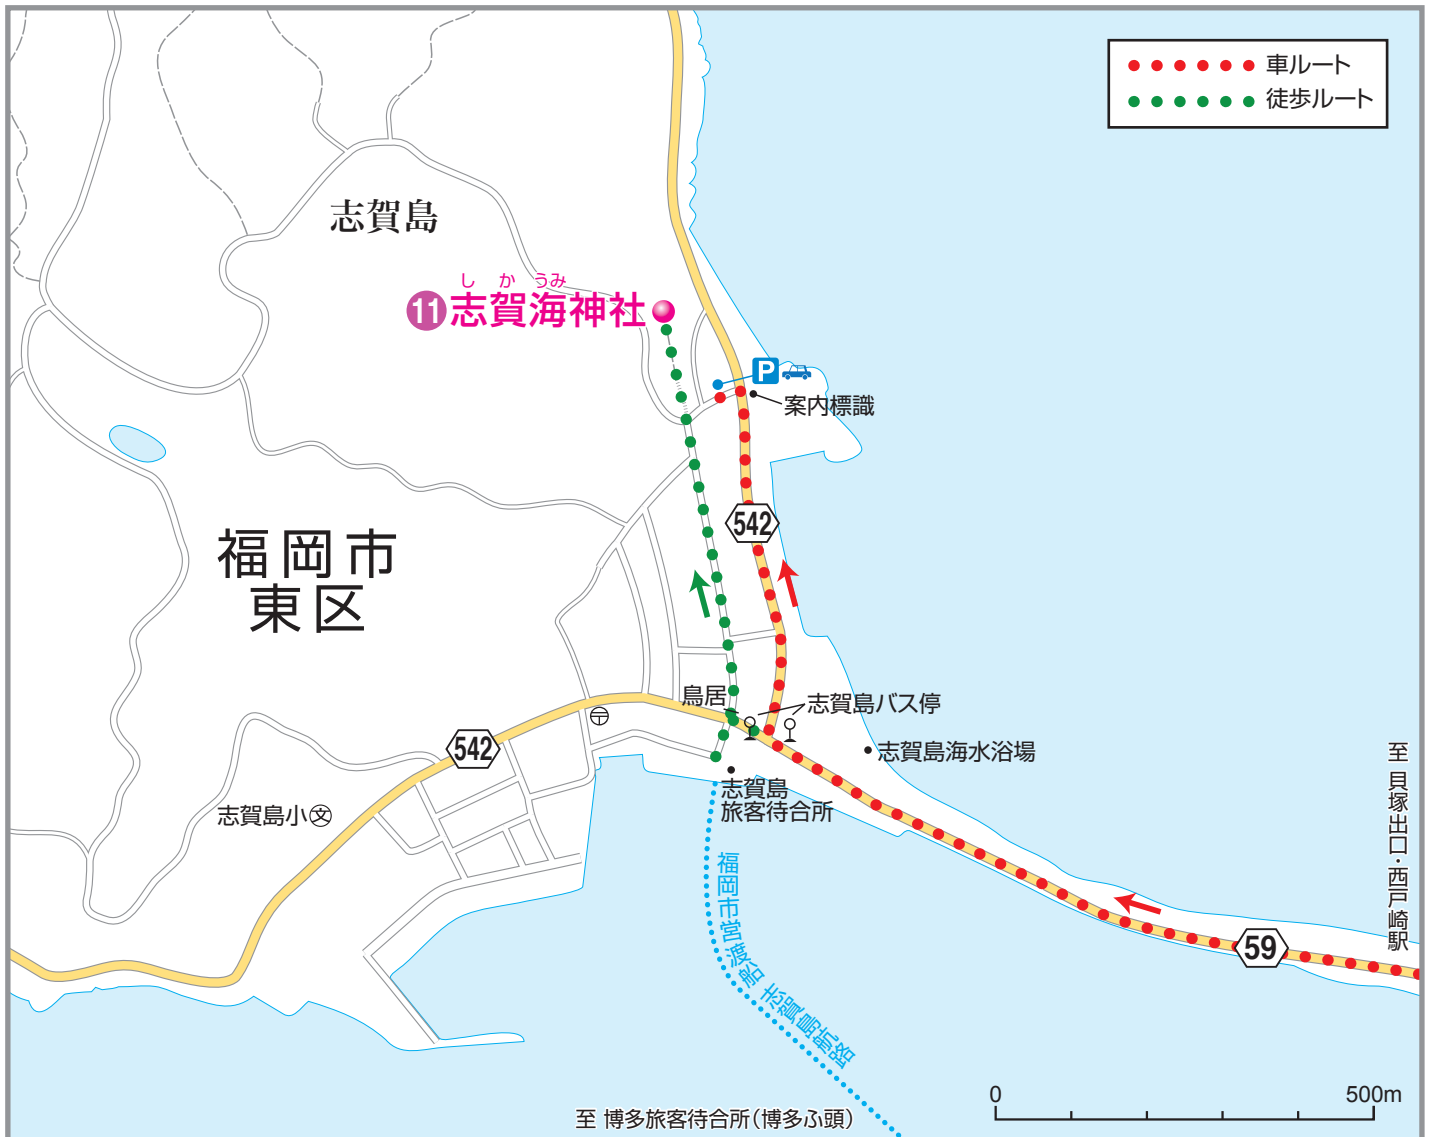 車ルート
徒歩ルート
志賀島
し か うみ
11 志賀海神社
P
案内標識
福岡市
東区
542
鳥居
志賀島バス停
〒
志賀島海水浴場
542
志賀島
旅客待合所
志賀島小 文
至 貝塚出口・西戸崎駅
59
福岡市営渡船 志賀島航路
0 500m
至 博多旅客待合所(博多ふ頭)